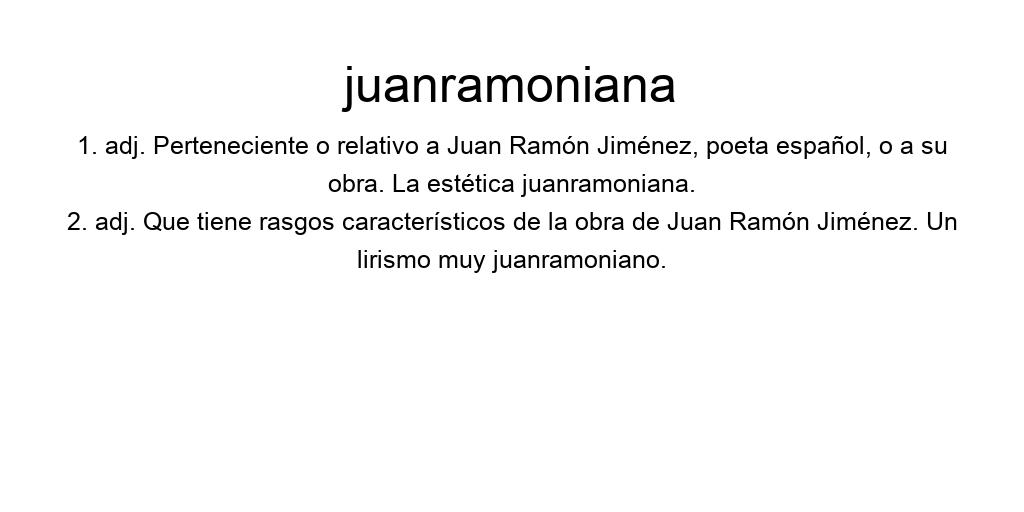 juanramoniana
1. adj. Perteneciente o relativo a Juan Ramón Jiménez, poeta español, o a su
obra. La estética juanramoniana.
2. adj. Que tiene rasgos característicos de la obra de Juan Ramón Jiménez. Un
lirismo muy juanramoniano.